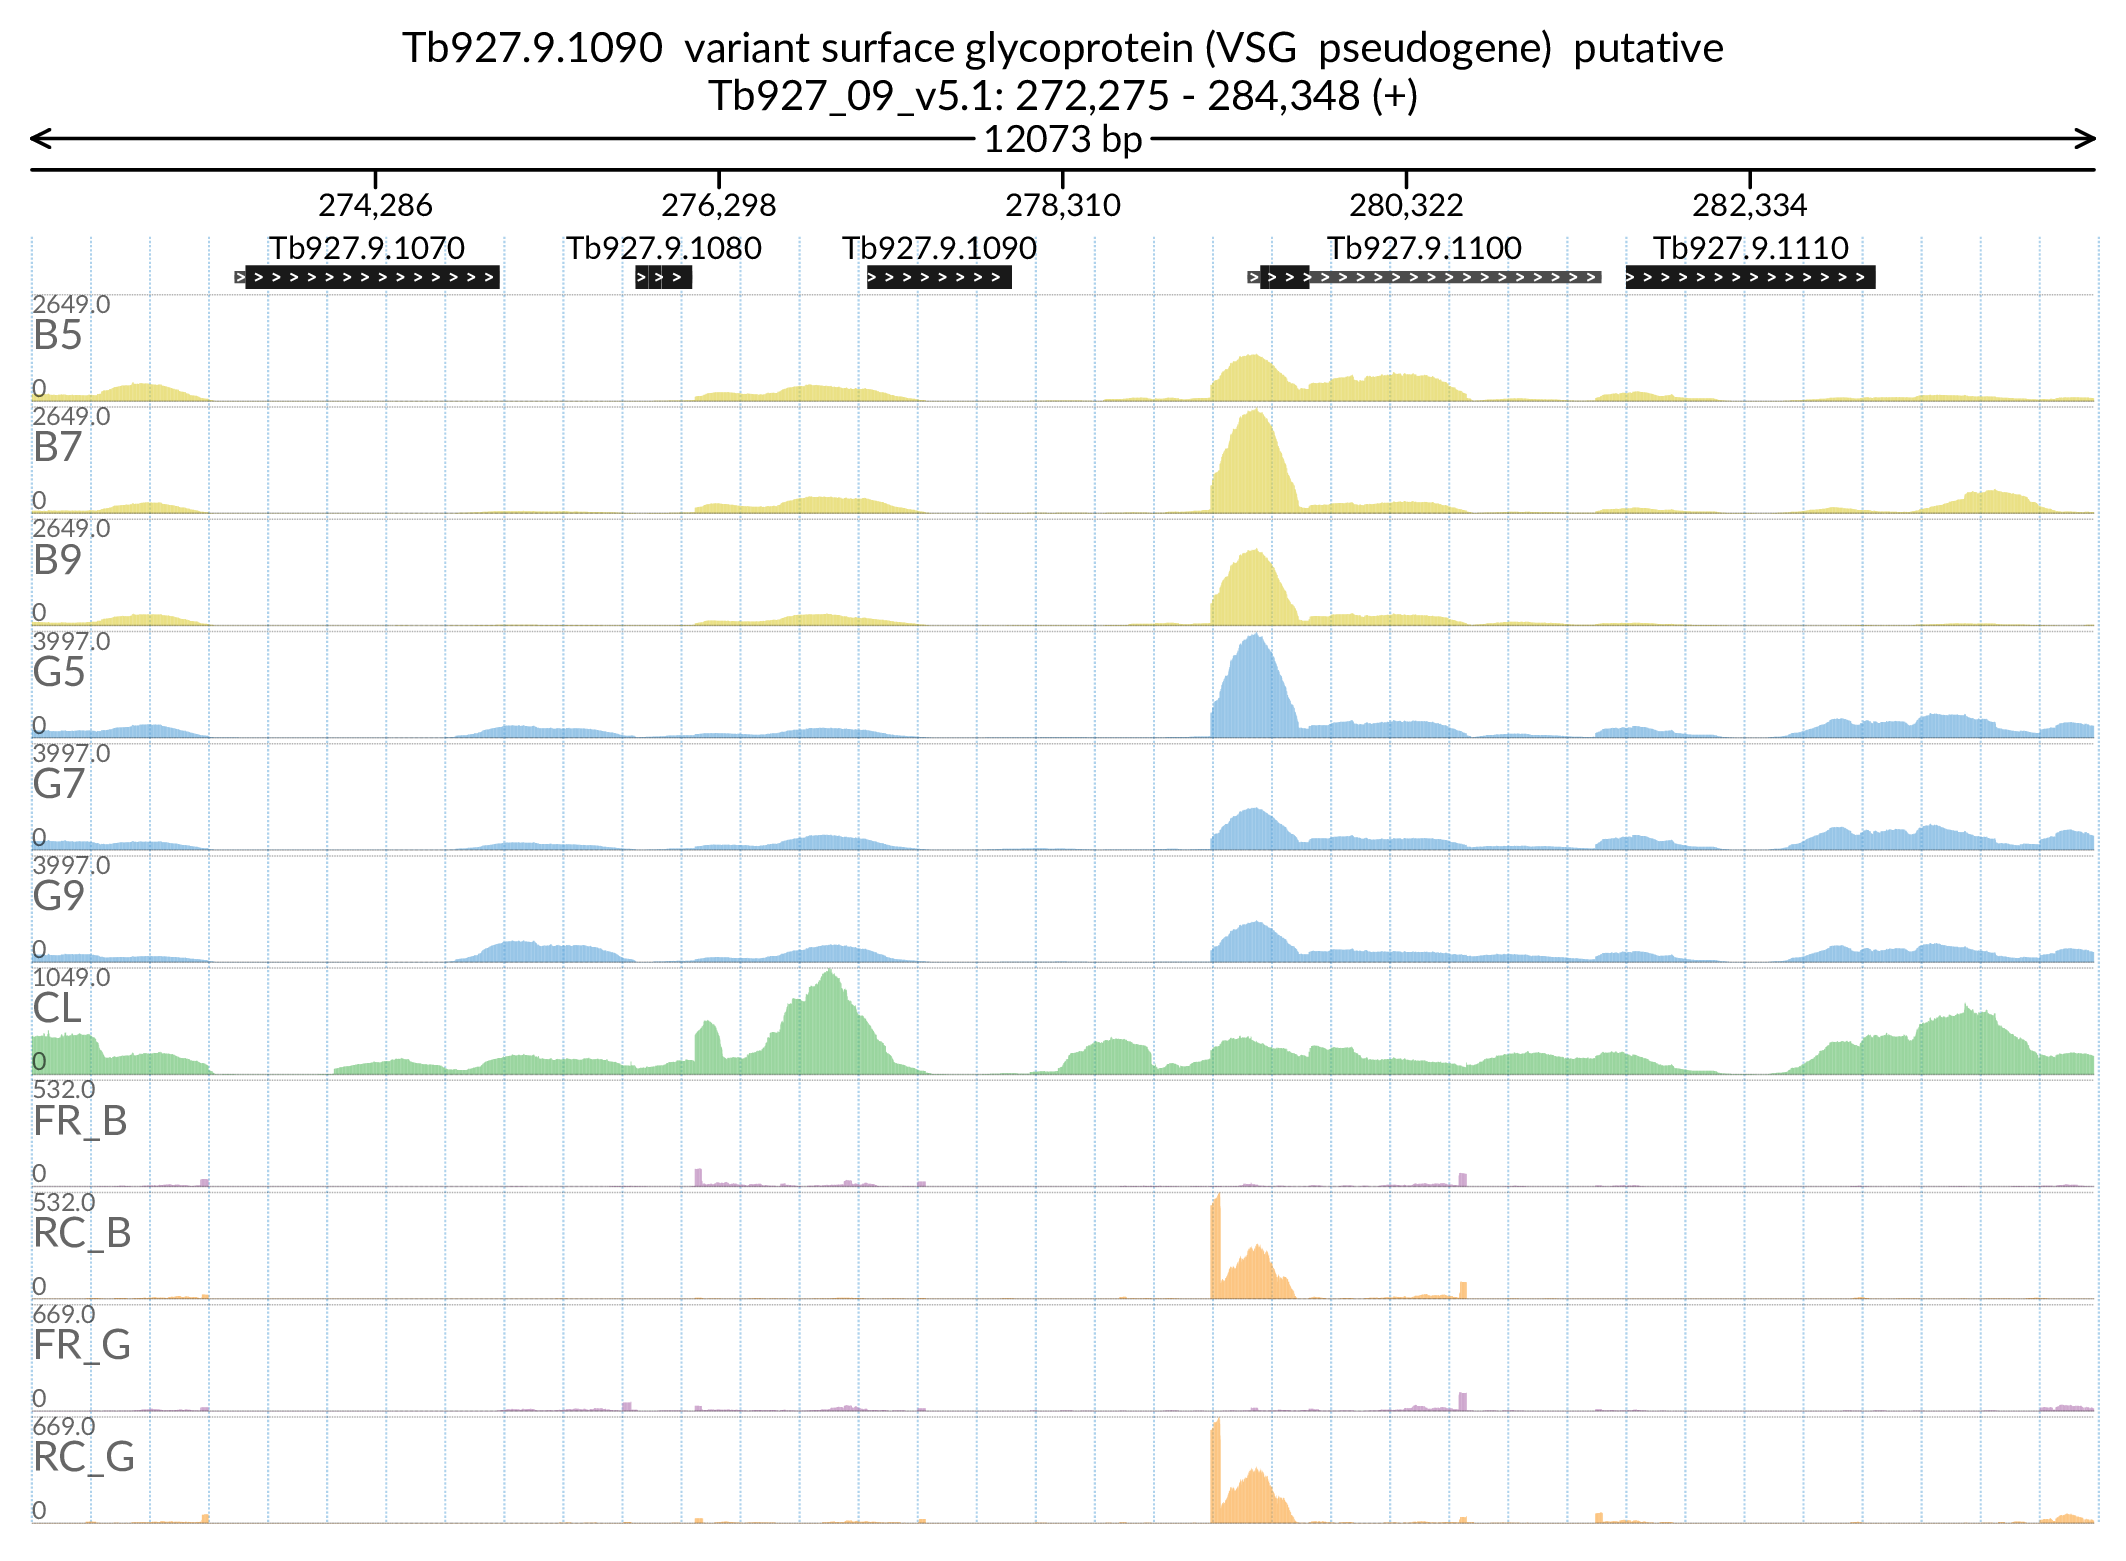 Tb927.9.1090 variant surface glycoprotein (VSG pseudogene) putative
Tb927_09_v5.1: 272,275 - 284,348 (+)
12073 bp
274,286 276,298 278,310 280,322 282,334
Tb927.9.1070 Tb927.9.1080 Tb927.9.1090 Tb927.9.1100 Tb927.9.1110
2649.0
B5
0
2649.0
B7
0
2649.0
B9
0
3997.0
G5
0
3997.0
G7
0
3997.0
G9
0
1049.0
CL
0
532.0
FR_B
0
532.0
RC_B
0
669.0
FR_G
0
669.0
RC_G
0